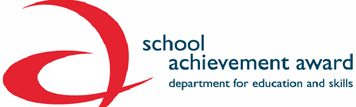 school
achievement award
department for education and skills